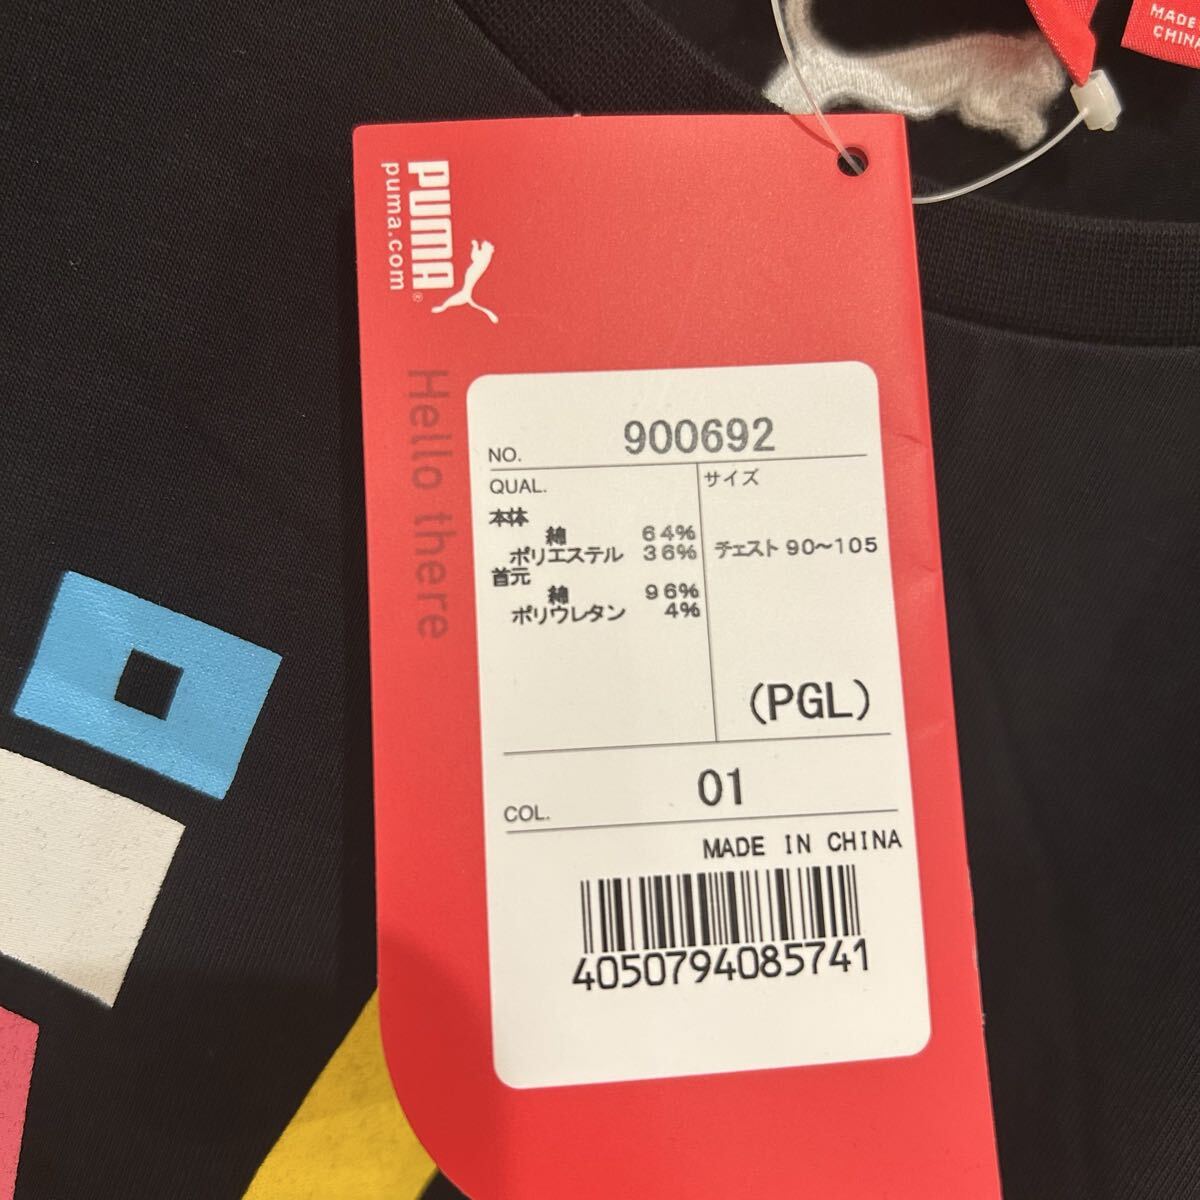 MADE
CHINA
PUMA®
puma.com
Hello there
NO. 900692
QUAL.
本体
綿 64%
ポリエステル 36%
首元
綿 96%
ポリウレタン 4%
サイズ
チェスト 90〜105
(PGL)
COL. 01
MADE IN CHINA
4050794085741